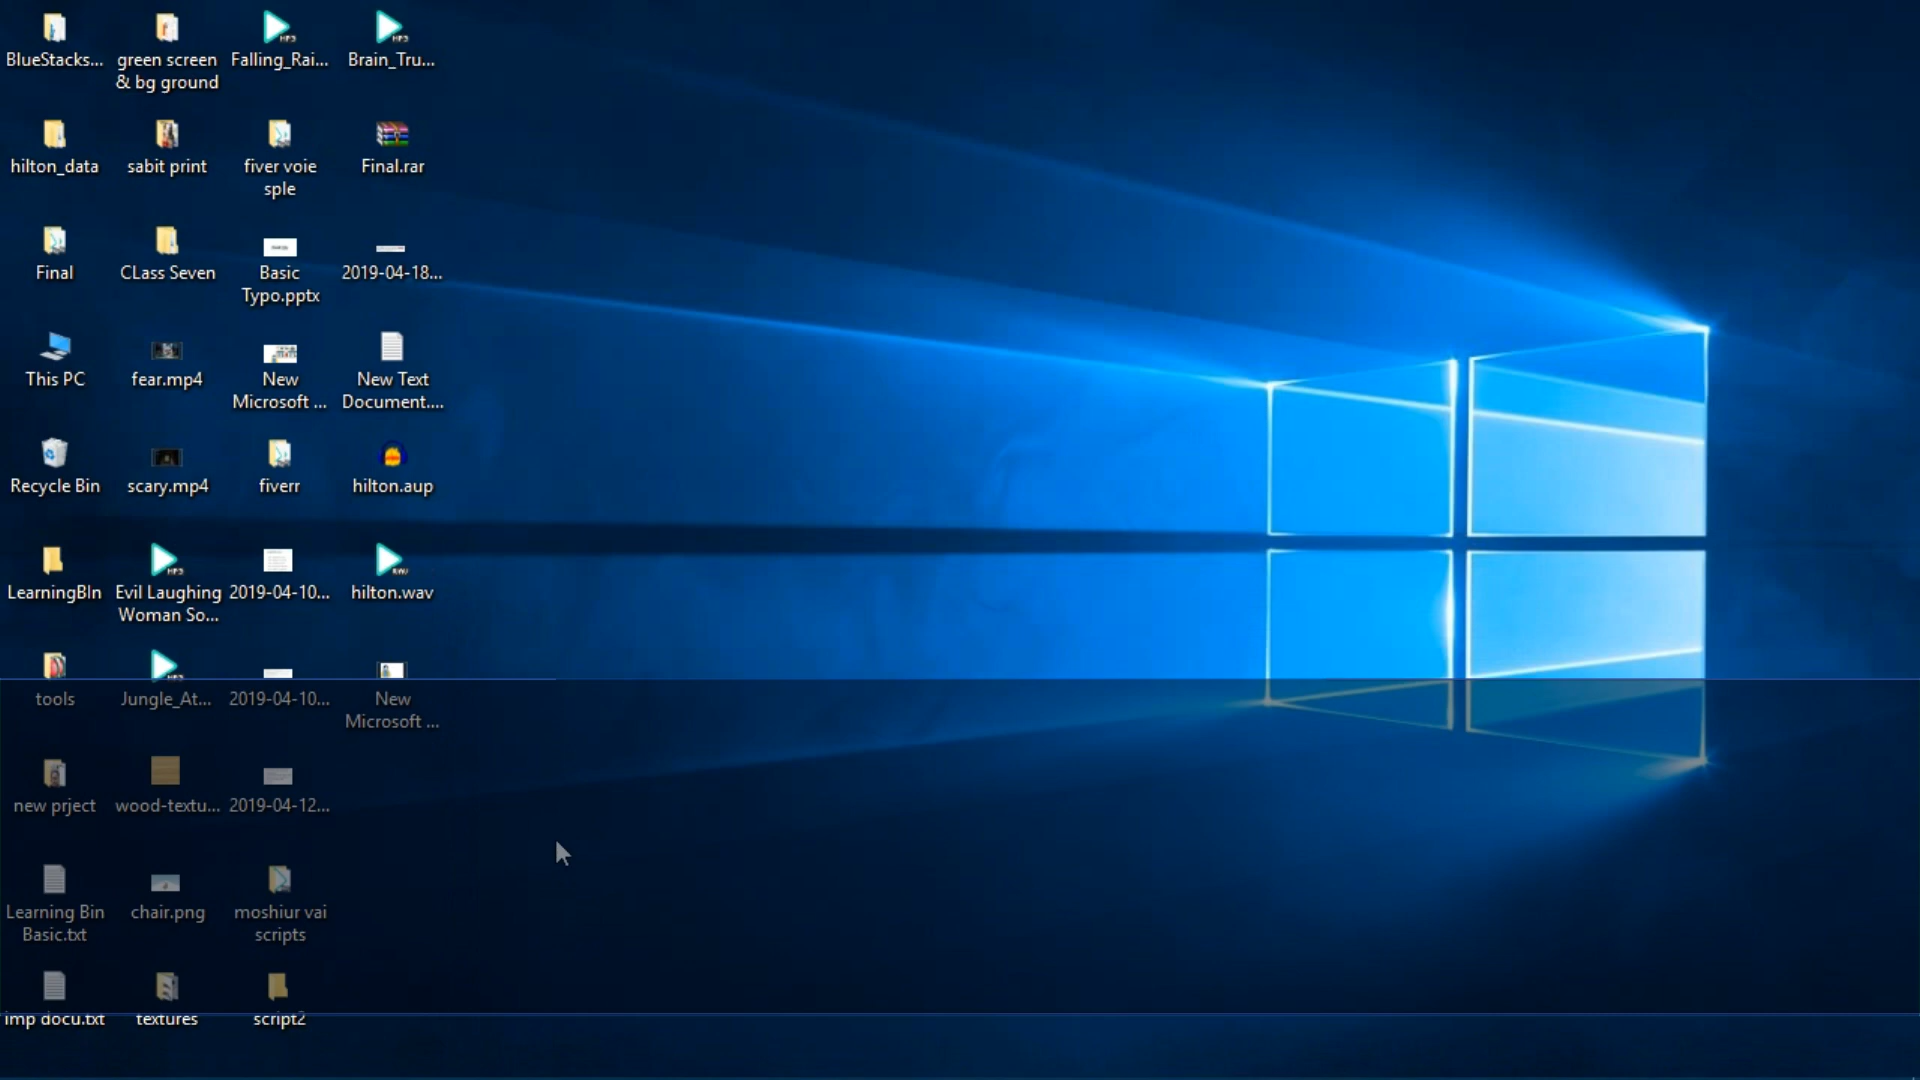 BlueStacks...
green screen
& bg ground
Falling_Rai...
Brain_Tru...
hilton_data
sabit print
fiver voie
sple
Final.rar
Final
CLass Seven
Basic
Typo.pptx
2019-04-18...
This PC
fear.mp4
New
Microsoft ...
New Text
Document....
Recycle Bin
scary.mp4
fiverr
hilton.aup
LearningBIn
Evil Laughing
Woman So...
2019-04-10...
hilton.wav
tools
Jungle_At...
2019-04-10...
New
Microsoft ...
new prject
wood-textu...
2019-04-12...
Learning Bin
Basic.txt
chair.png
moshiur vai
scripts
imp docu.txt
textures
script2